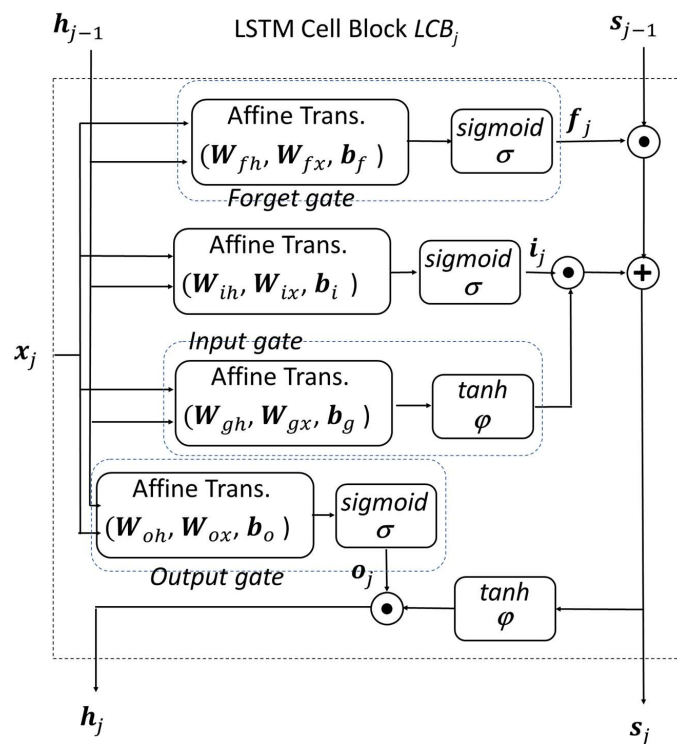 h_{j-1}
LSTM Cell Block LCB_j
s_{j-1}
Affine Trans.
(W_{fh}, W_{fx}, b_f )
sigmoid
σ
f_j
Forget gate
Affine Trans.
(W_{ih}, W_{ix}, b_i )
sigmoid
σ
i_j
x_j
Input gate
Affine Trans.
(W_{gh}, W_{gx}, b_g )
tanh
φ
Affine Trans.
(W_{oh}, W_{ox}, b_o )
sigmoid
σ
Output gate
o_j
tanh
φ
h_j
s_j